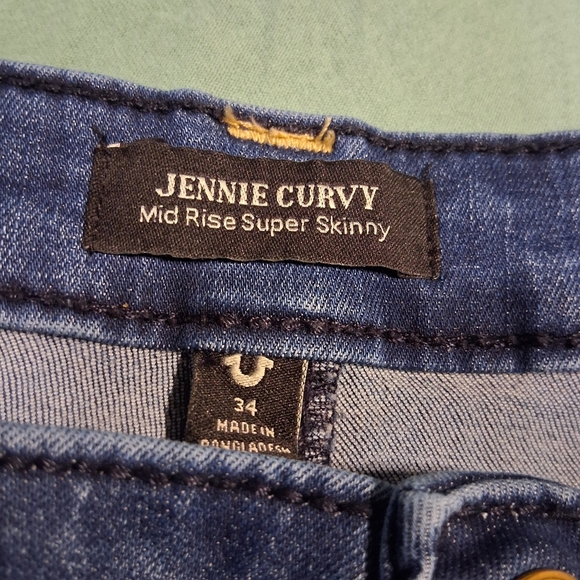 JENNIE CURVY
Mid Rise Super Skinny
34
MADE IN
BANGLADESH